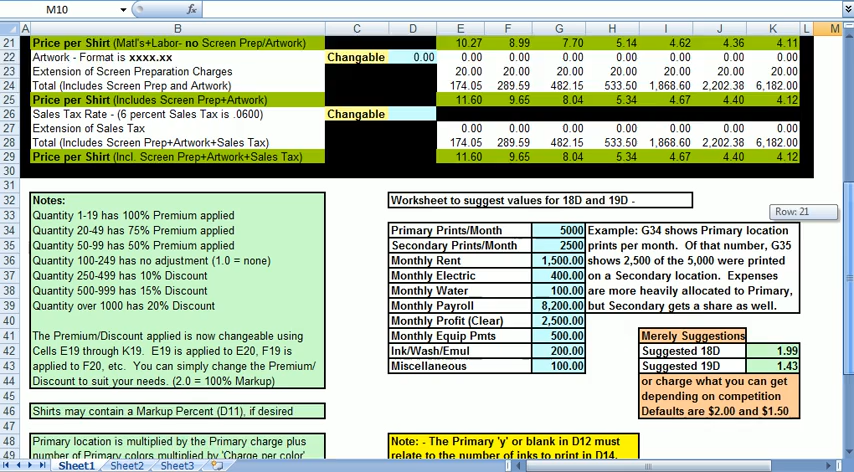 M10 fx
A B C D E F G H I J K L M
21 Price per Shirt (Matl's+Labor- no Screen Prep/Artwork) 10.27 8.99 7.70 5.14 4.62 4.36 4.11
22 Artwork - Format is xxxx.xx Changable 0.00 0.00 0.00 0.00 0.00 0.00 0.00 0.00
23 Extension of Screen Preparation Charges 20.00 20.00 20.00 20.00 20.00 20.00 20.00
24 Total (Includes Screen Prep and Artwork) 174.05 289.59 482.15 533.50 1,868.60 2,202.38 6,182.00
25 Price per Shirt (Includes Screen Prep+Artwork) 11.60 9.65 8.04 5.34 4.67 4.40 4.12
26 Sales Tax Rate - (6 percent Sales Tax is .0600) Changable
27 Extension of Sales Tax 0.00 0.00 0.00 0.00 0.00 0.00 0.00
28 Total (Includes Screen Prep+Artwork+Sales Tax) 174.05 289.59 482.15 533.50 1,868.60 2,202.38 6,182.00
29 Price per Shirt (Incl. Screen Prep+Artwork+Sales Tax) 11.60 9.65 8.04 5.34 4.67 4.40 4.12
30
31
32 Notes: Worksheet to suggest values for 18D and 19D -
33 Quantity 1-19 has 100% Premium applied Row: 21
34 Quantity 20-49 has 75% Premium applied Primary Prints/Month 5000 Example: G34 shows Primary location
35 Quantity 50-99 has 50% Premium applied Secondary Prints/Month 2500 prints per month. Of that number, G35
36 Quantity 100-249 has no adjustment (1.0 = none) Monthly Rent 1,500.00 shows 2,500 of the 5,000 were printed
37 Quantity 250-499 has 10% Discount Monthly Electric 400.00 on a Secondary location. Expenses
38 Quantity 500-999 has 15% Discount Monthly Water 100.00 are more heavily allocated to Primary,
39 Quantity over 1000 has 20% Discount Monthly Payroll 8,200.00 but Secondary gets a share as well.
40 Monthly Profit (Clear) 2,500.00
41 The Premium/Discount applied is now changeable using Monthly Equip Pmts 500.00 Merely Suggestions
42 Cells E19 through K19. E19 is applied to E20, F19 is Ink/Wash/Emul 200.00 Suggested 18D 1.99
43 applied to F20, etc. You can simply change the Premium/ Miscellaneous 100.00 Suggested 19D 1.43
44 Discount to suit your needs. (2.0 = 100% Markup) or charge what you can get
45 depending on competition
46 Shirts may contain a Markup Percent (D11), if desired Defaults are $2.00 and $1.50
47
48 Primary location is multiplied by the Primary charge plus Note: - The Primary 'y' or blank in D12 must
49 number of Primary colors multiplied by 'Charge per color' relate to the number of inks to print in D14.
Sheet1 Sheet2 Sheet3